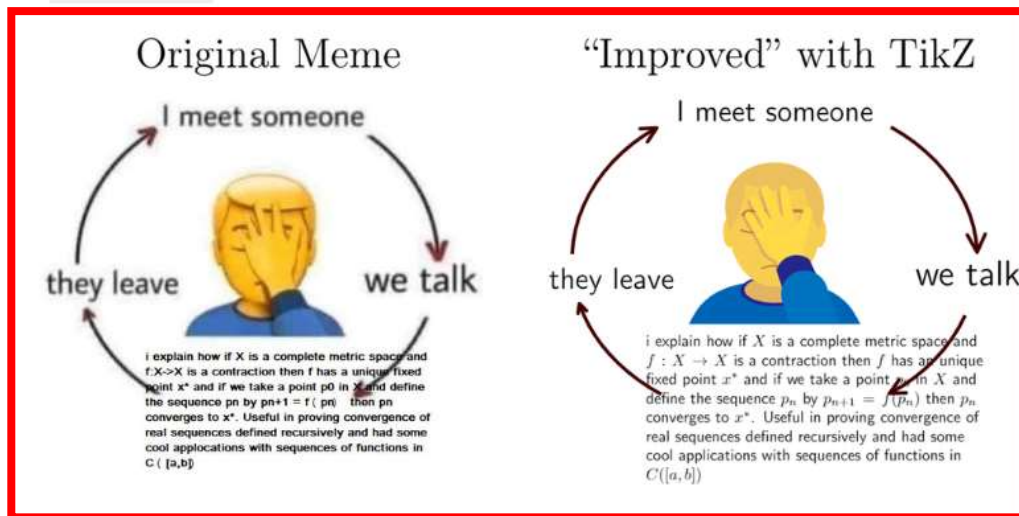 Original Meme
I meet someone
we talk
i explain how if X is a complete metric space and
f:X->X is a contraction then f has a unique fixed
point x* and if we take a point p0 in X and define
the sequence pn by pn+1 = f ( pn) then pn
converges to x*. Useful in proving convergence of
real sequences defined recursively and had some
cool applocations with sequences of functions in
C ( [a,b])
they leave
“Improved” with TikZ
I meet someone
we talk
i explain how if X is a complete metric space and
f : X → X is a contraction then f has an unique
fixed point x* and if we take a point in X and
define the sequence pₙ by pₙ₊₁ = f(pₙ) then pₙ
converges to x*. Useful in proving convergence of
real sequences defined recursively and had some
cool applications with sequences of functions in
C([a, b])
they leave